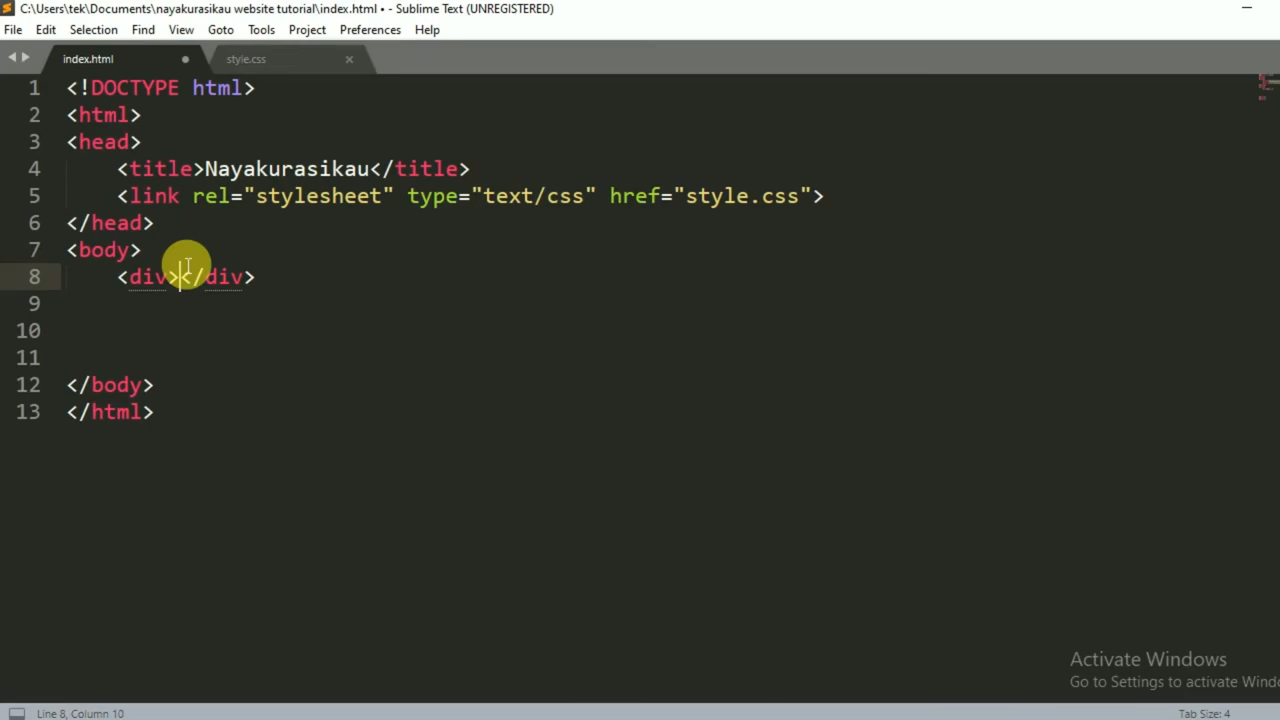 C:\Users\tek\Documents\nayakurasikau website tutorial\index.html • - Sublime Text (UNREGISTERED)
File Edit Selection Find View Goto Tools Project Preferences Help
index.html style.css
1 <!DOCTYPE html>
2 <html>
3 <head>
4 <title>Nayakurasikau</title>
5 <link rel="stylesheet" type="text/css" href="style.css">
6 </head>
7 <body>
8 <div></div>
9
10
11
12 </body>
13 </html>
Activate Windows
Go to Settings to activate Wind
Line 8, Column 10 Tab Size: 4